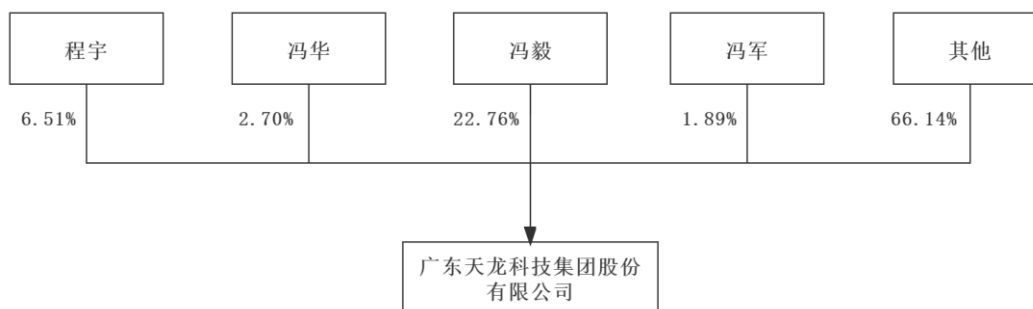 程宇
冯华
冯毅
冯军
其他
6.51%
2.70%
22.76%
1.89%
66.14%
广东天龙科技集团股份
有限公司